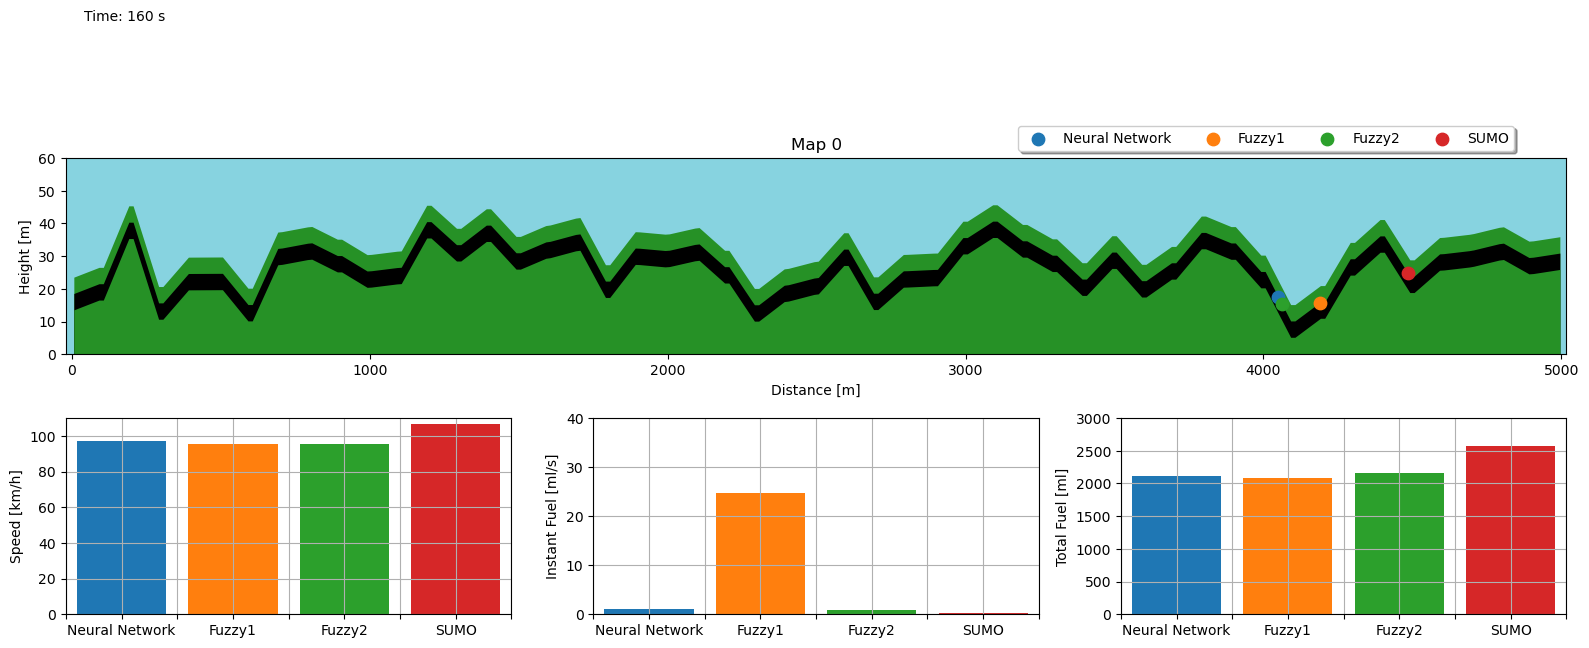 Time: 160 s
Map 0
Neural Network Fuzzy1 Fuzzy2 SUMO
Height [m]
60
50
40
30
20
10
0
0 1000 2000 3000 4000 5000
Distance [m]
Speed [km/h]
100
80
60
40
20
0
Neural Network Fuzzy1 Fuzzy2 SUMO
Instant Fuel [ml/s]
40
30
20
10
0
Neural Network Fuzzy1 Fuzzy2 SUMO
Total Fuel [ml]
3000
2500
2000
1500
1000
500
0
Neural Network Fuzzy1 Fuzzy2 SUMO